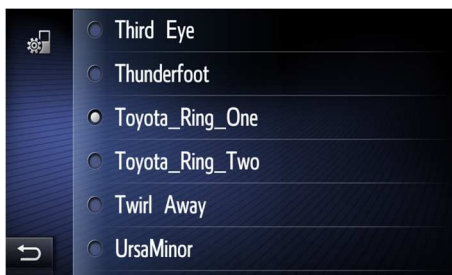 Third Eye
Thunderfoot
Toyota_Ring_One
Toyota_Ring_Two
Twirl Away
UrsaMinor